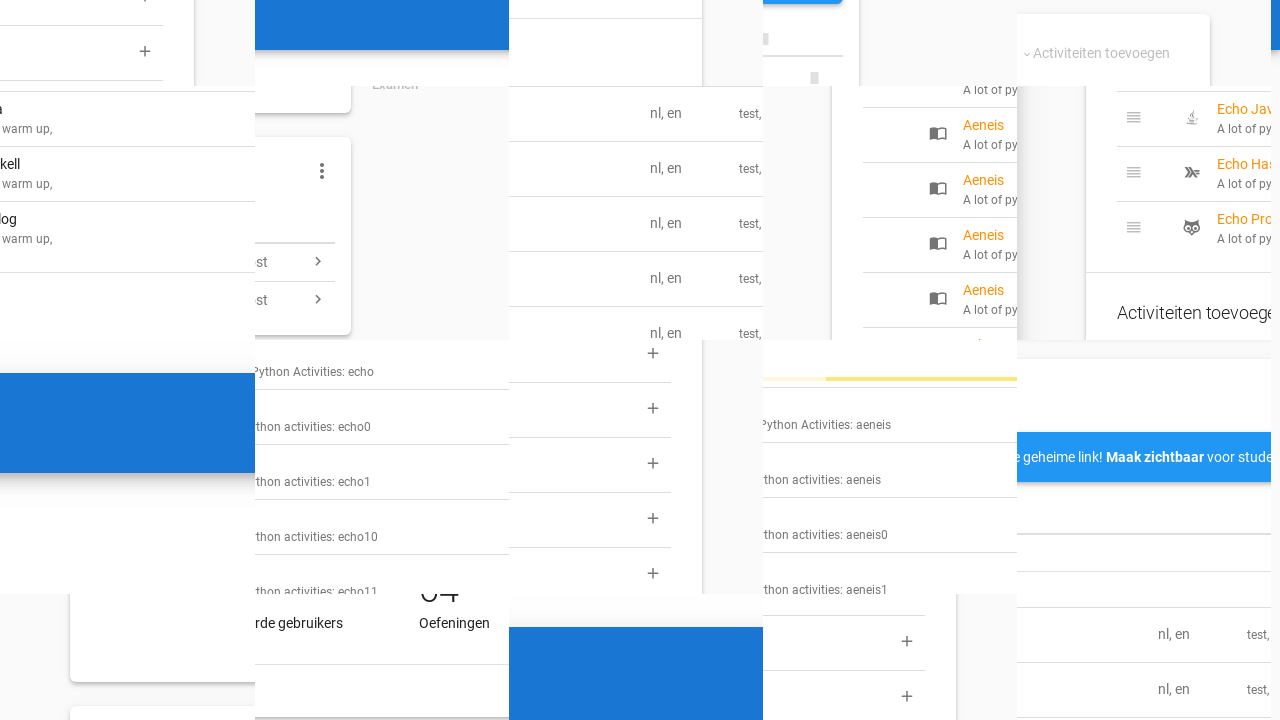 Activiteiten toevoegen
Examen
a
warm up,
kell
warm up,
log
warm up,
est
est
nl, en test,
nl, en test,
nl, en test,
nl, en test,
nl, en test,
A lot of py
Aeneis
A lot of py
Aeneis
A lot of py
Aeneis
A lot of py
Aeneis
A lot of py
Echo Jav
A lot of py
Echo Has
A lot of py
Echo Pro
A lot of py
Activiteiten toevoege
Python Activities: echo
thon activities: echo0
thon activities: echo1
thon activities: echo10
thon activities: echo11
Python Activities: aeneis
thon activities: aeneis
thon activities: aeneis0
thon activities: aeneis1
e geheime link! Maak zichtbaar voor stude
rde gebruikers
Oefeningen
nl, en test,
nl, en test,